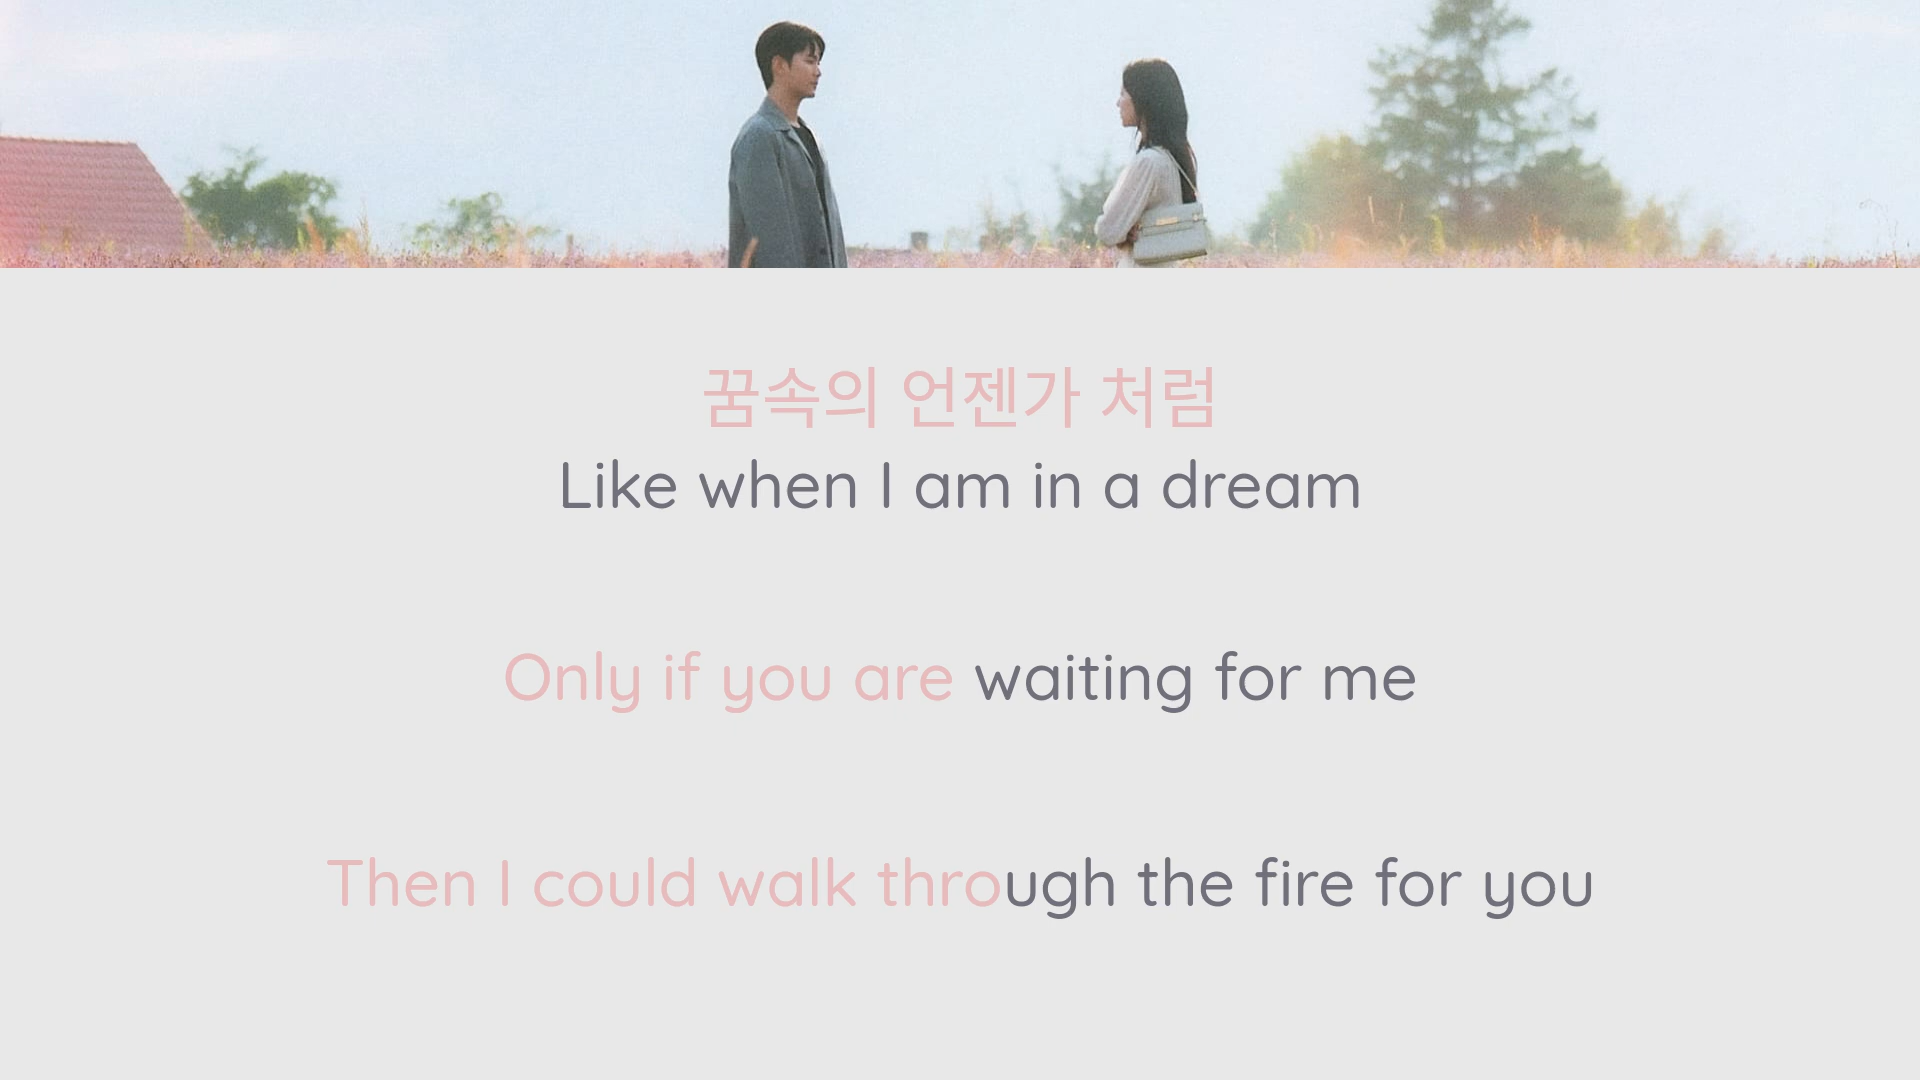 꿈속의 언젠가 처럼
Like when I am in a dream
Only if you are waiting for me
Then I could walk through the fire for you